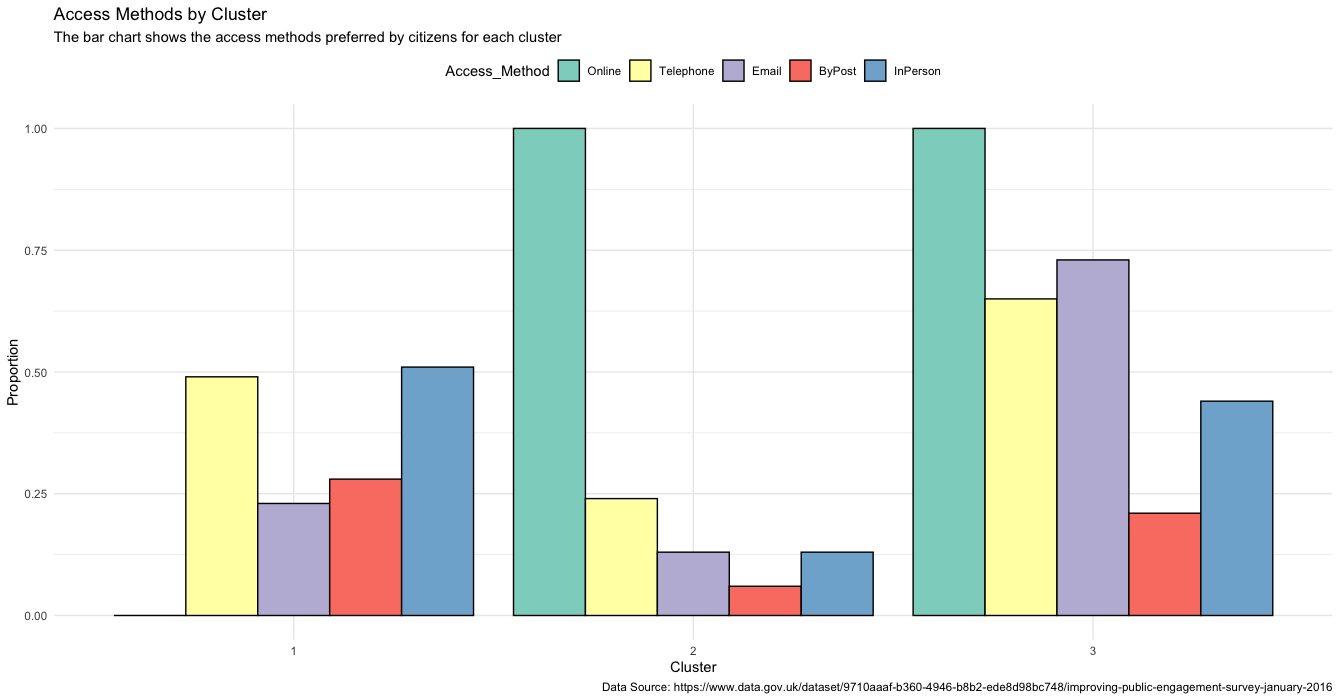 Access Methods by Cluster
The bar chart shows the access methods preferred by citizens for each cluster
Access_Method Online Telephone Email ByPost InPerson
1.00
0.75
0.50
0.25
0.00
Proportion
1 2 3
Cluster
Data Source: https://www.data.gov.uk/dataset/9710aaaf-b360-4946-b8b2-ede8d98bc748/improving-public-engagement-survey-january-2016